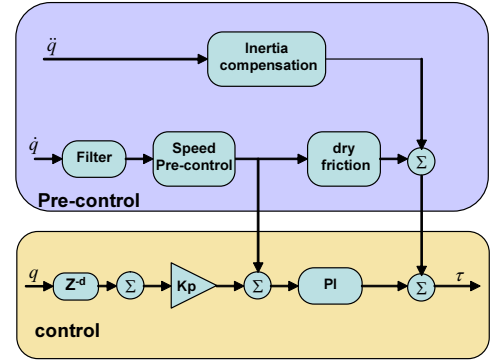 q̈
Inertia
compensation
q̇
Filter
Speed
Pre-control
dry
friction
Σ
Pre-control
q
Z-d
Σ
Kp
Σ
PI
Σ
τ
control